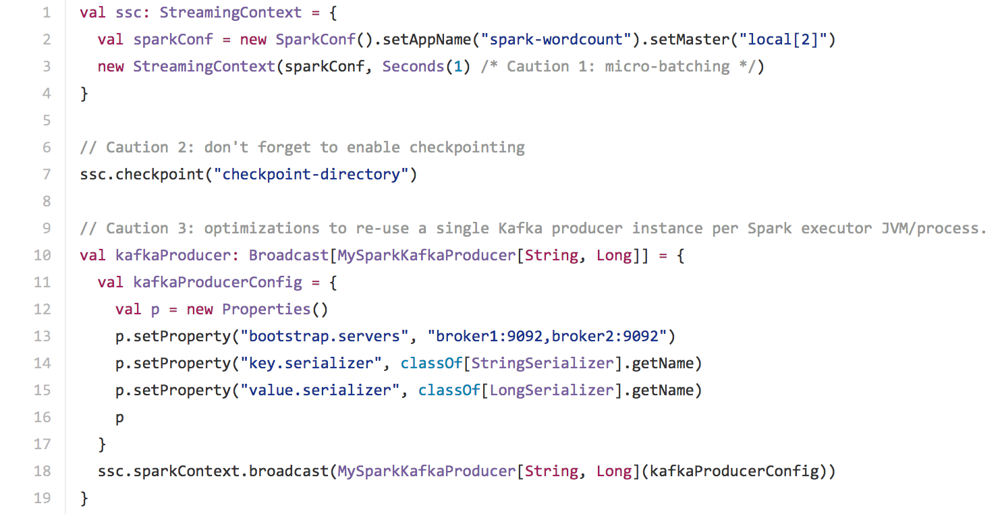 1 val ssc: StreamingContext = {
2   val sparkConf = new SparkConf().setAppName("spark-wordcount").setMaster("local[2]")
3   new StreamingContext(sparkConf, Seconds(1) /* Caution 1: micro-batching */)
4 }
5
6 // Caution 2: don't forget to enable checkpointing
7 ssc.checkpoint("checkpoint-directory")
8
9 // Caution 3: optimizations to re-use a single Kafka producer instance per Spark executor JVM/process.
10 val kafkaProducer: Broadcast[MySparkKafkaProducer[String, Long]] = {
11   val kafkaProducerConfig = {
12     val p = new Properties()
13     p.setProperty("bootstrap.servers", "broker1:9092,broker2:9092")
14     p.setProperty("key.serializer", classOf[StringSerializer].getName)
15     p.setProperty("value.serializer", classOf[LongSerializer].getName)
16     p
17   }
18   ssc.sparkContext.broadcast(MySparkKafkaProducer[String, Long](kafkaProducerConfig))
19 }